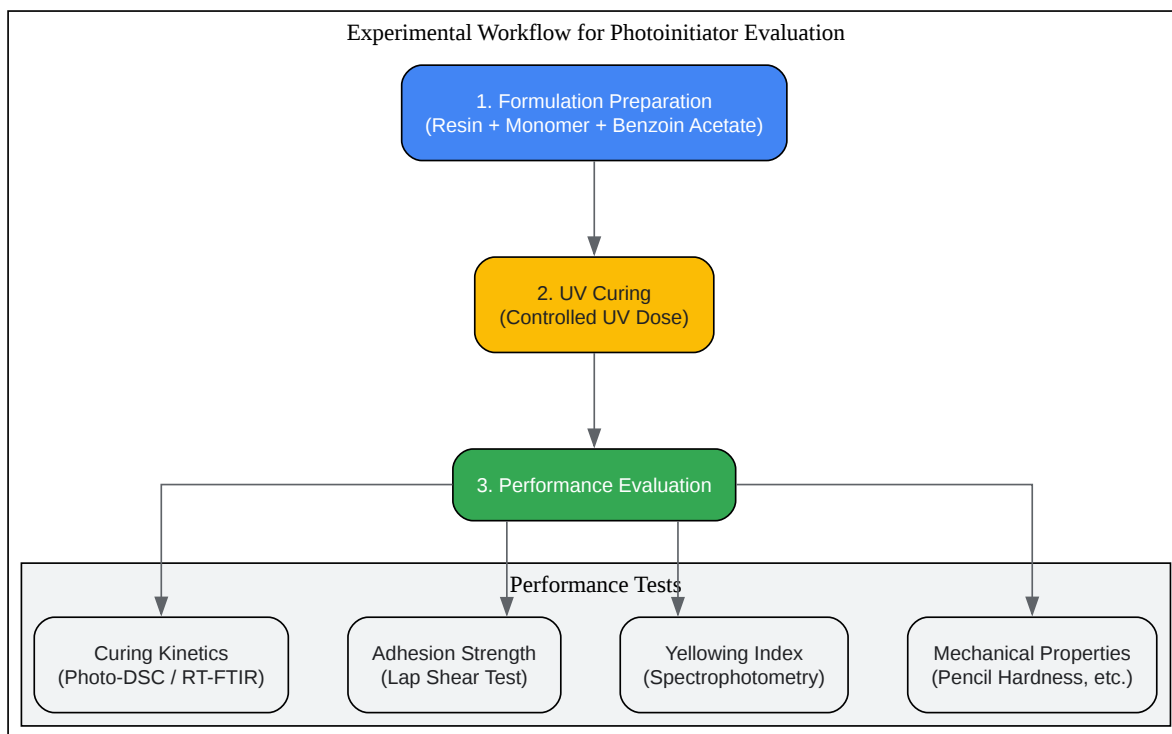 Experimental Workflow for Photoinitiator Evaluation
1. Formulation Preparation
(Resin + Monomer + Benzoin Acetate)
2. UV Curing
(Controlled UV Dose)
3. Performance Evaluation
Performance Tests
Curing Kinetics
(Photo-DSC / RT-FTIR)
Adhesion Strength
(Lap Shear Test)
Yellowing Index
(Spectrophotometry)
Mechanical Properties
(Pencil Hardness, etc.)